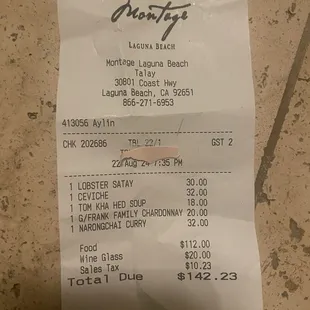 Montage
LAGUNA BEACH
Montage Laguna Beach
Talay
30801 Coast Hwy
Laguna Beach, CA 92651
866-271-6953
413056 Aylin
CHK 202686 TBL 22/1 GST 2
22Aug'24 7:35 PM
1 LOBSTER SATAY 30.00
1 CEVICHE 32.00
1 TOM KHA HED SOUP 18.00
1 G/FRANK FAMILY CHARDONNAY 20.00
1 NARONGCHAI CURRY 32.00
Food $112.00
Wine Glass $20.00
Sales Tax $10.23
Total Due $142.23